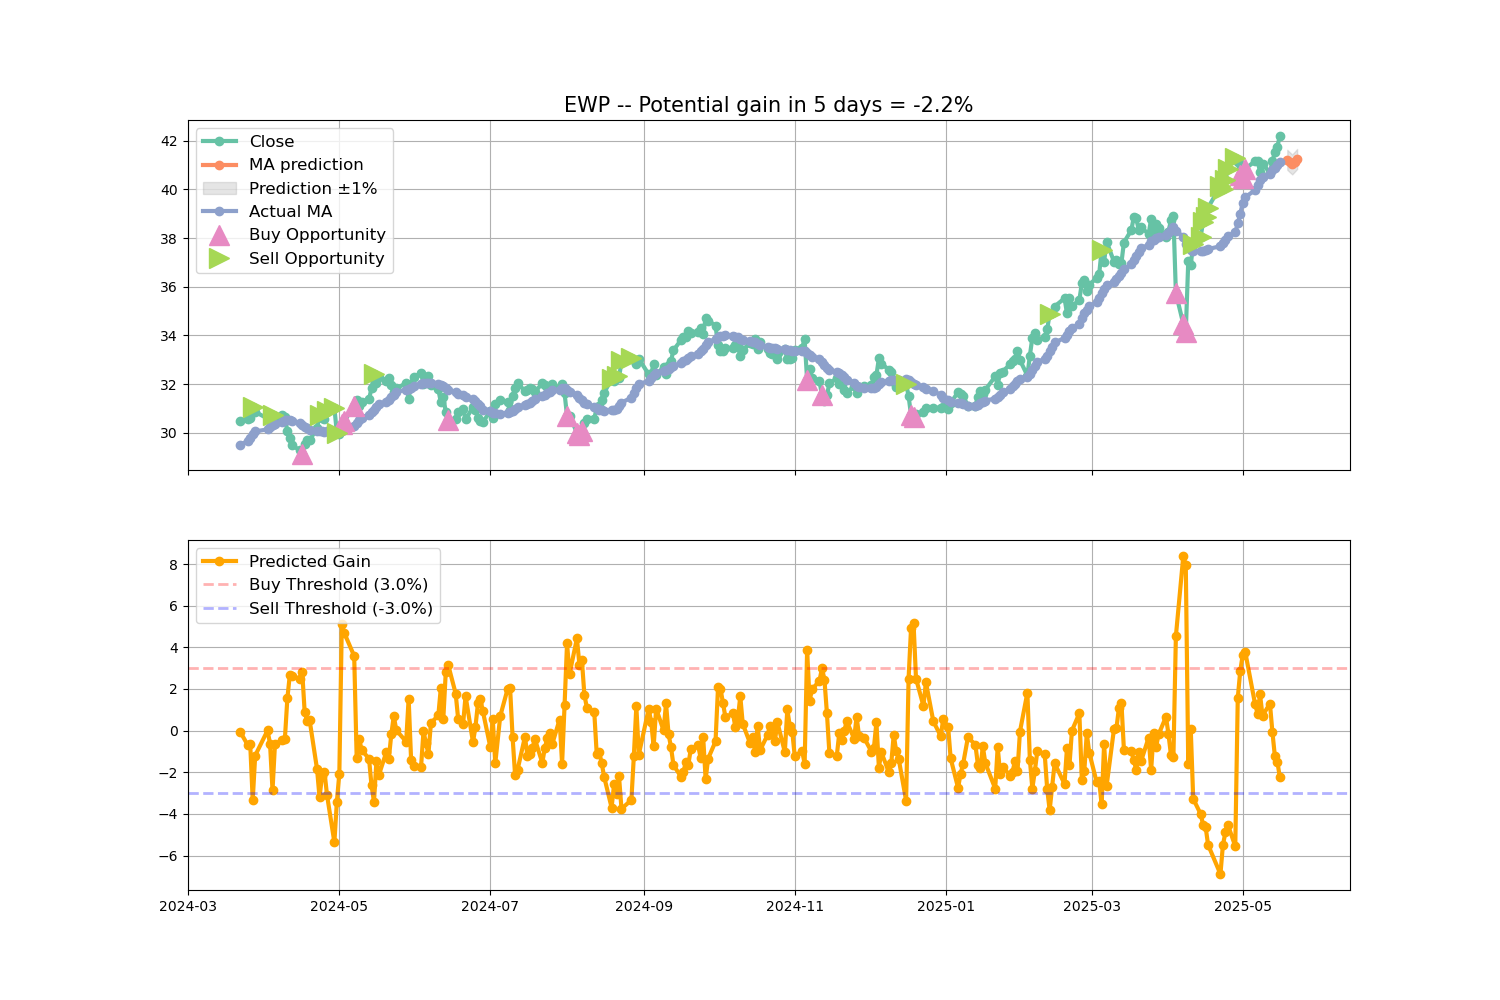 EWP -- Potential gain in 5 days = -2.2%
Close
MA prediction
Prediction ±1%
Actual MA
Buy Opportunity
Sell Opportunity
42
40
38
36
34
32
30
Predicted Gain
Buy Threshold (3.0%)
Sell Threshold (-3.0%)
8
6
4
2
0
−2
−4
−6
2024-03 2024-05 2024-07 2024-09 2024-11 2025-01 2025-03 2025-05